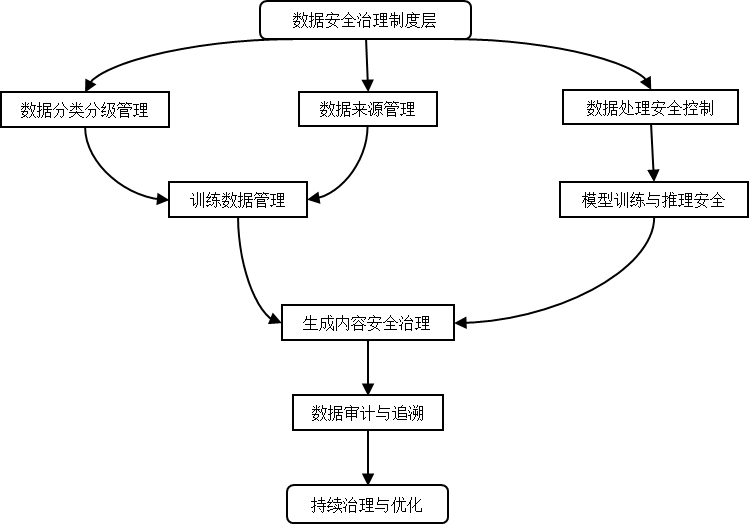 数据安全治理制度层
数据分类分级管理
数据来源管理
数据处理安全控制
训练数据管理
模型训练与推理安全
生成内容安全治理
数据审计与追溯
持续治理与优化